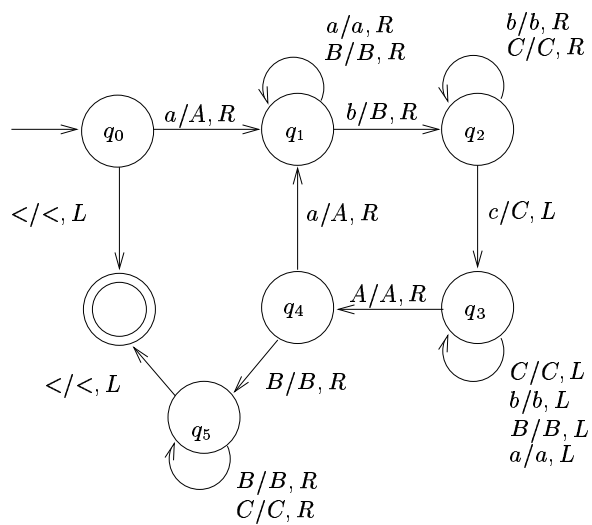 a/a, R
B/B, R
b/b, R
C/C, R
q0
a/A, R
q1
b/B, R
q2
</</, L
a/A, R
c/C, L
q4
A/A, R
q3
</</, L
B/B, R
q5
C/C, L
b/b, L
B/B, L
a/a, L
B/B, R
C/C, R